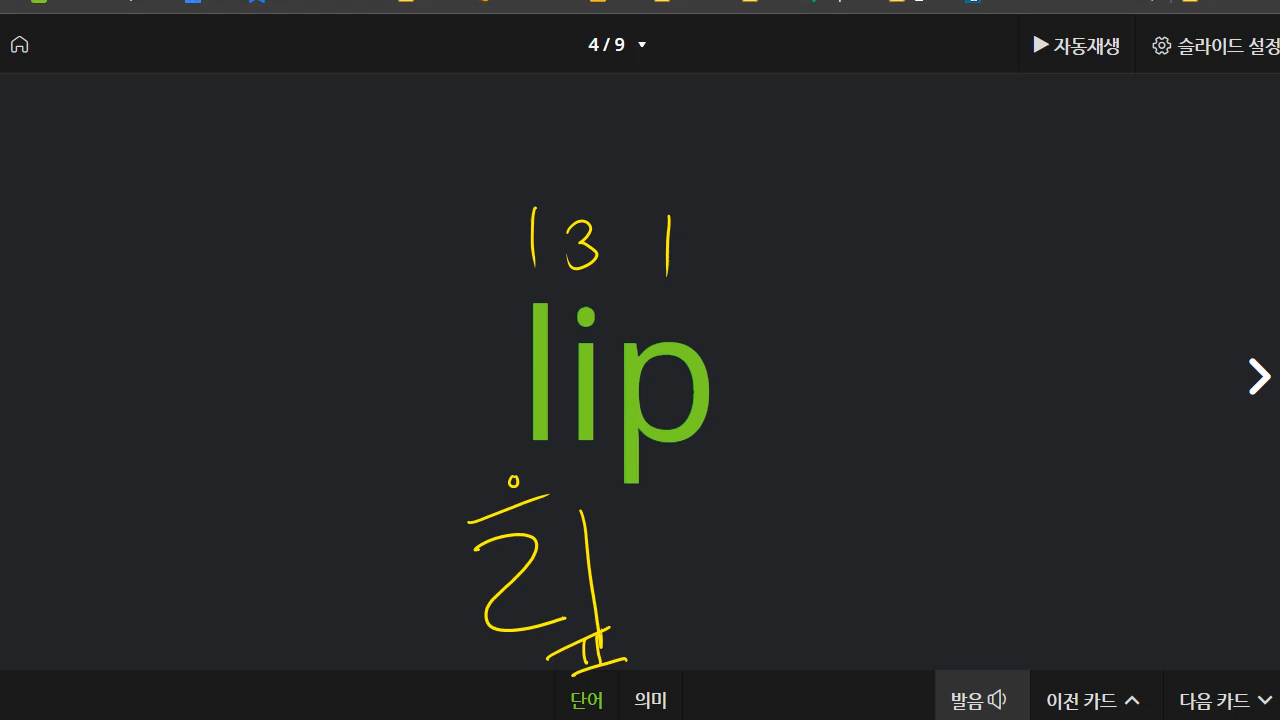 4 / 9
자동재생
슬라이드 설정
1 3 1
lip
단어 의미
발음 이전 카드 다음 카드